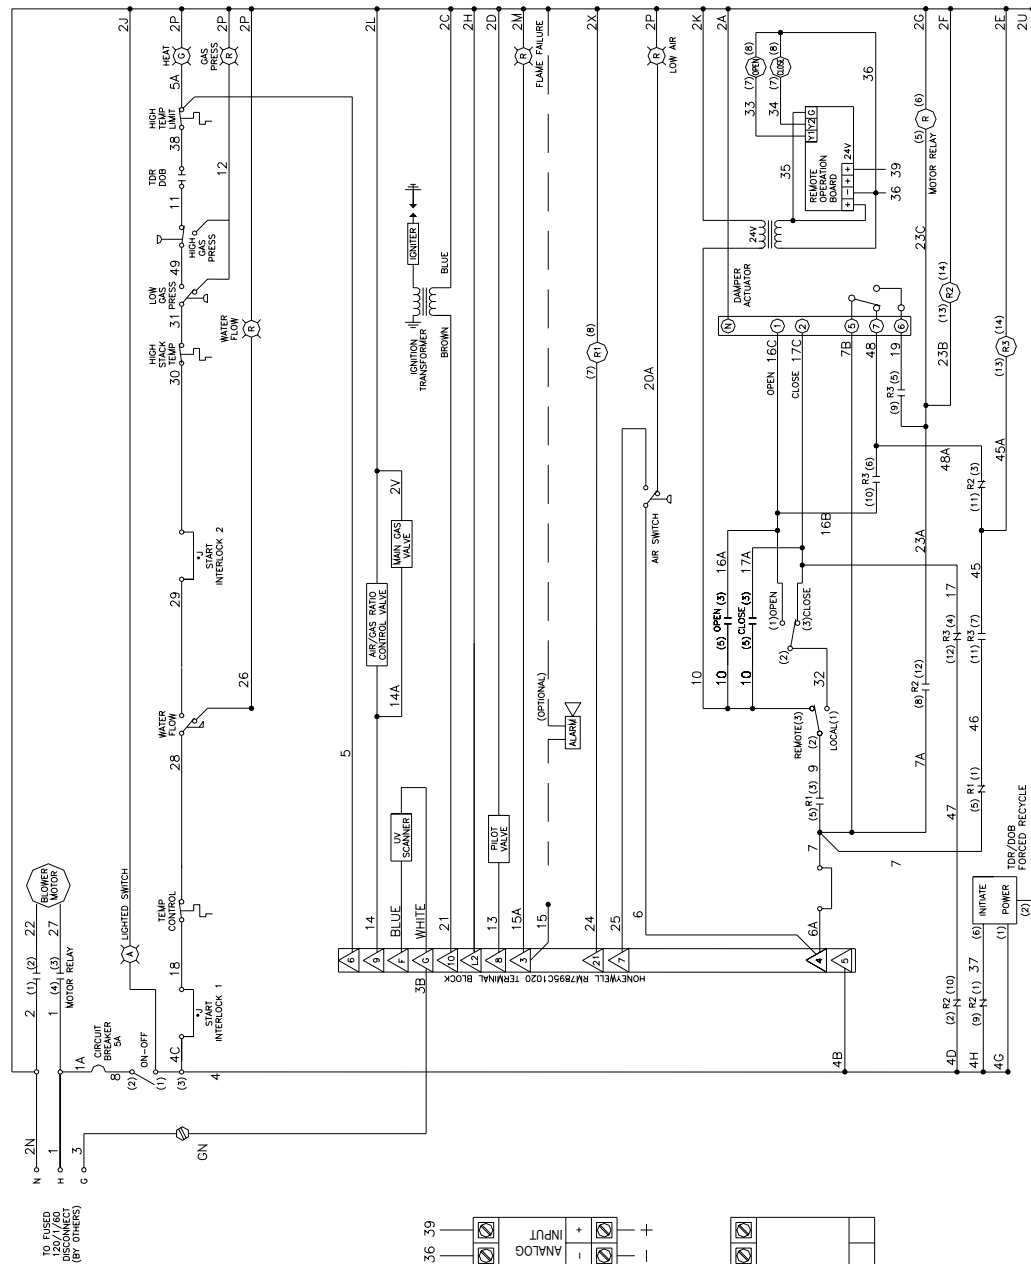 2J
2P
2P
2P
2L
2C
2H
2D
2M
2X
2P
2K
2A
2G
2F
2E
2U
HEAT
G
GAS
PRESS
R
5A
HIGH
TEMP
LIMIT
38
TDR
DOB
11
12
HIGH
GAS
PRESS
49
LOW
GAS
PRESS
31
HIGH
STACK
TEMP
30
WATER
FLOW
R
*J
START
INTERLOCK 2
29
26
WATER
FLOW
28
5
TEMP
CONTROL
18
*J
START
INTERLOCK 1
4C
LIGHTED SWITCH
A
BLOWER
MOTOR
22
27
(1) (2)
(4) (3)
MOTOR RELAY
2
1
1A
CIRCUIT
BREAKER
5A
8
ON-OFF
(2)
(1)
(3)
4
2N
1
3
GN
N
H
G
TO FUSED
120/1/60
DISCONNECT
(BY OTHERS)
IGNITER
BLUE
IGNITION
TRANSFORMER
BROWN
2V
MAIN GAS
VALVE
AIR/GAS RATIO
CONTROL VALVE
14A
UV
SCANNER
14
BLUE
WHITE
21
PILOT
VALVE
13
15A
15
24
25
6
6A
R
FLAME FAILURE
(OPTIONAL)
ALARM
(7) R1 (8)
R
LOW AIR
20A
AIR SWITCH
6
9
F
G
10
L2
8
3
21
7
4
5
HONEYWELL RM7895C1020 TERMINAL BLOCK
3B
4B
4D
4H
4G
(7) OPEN (8)
(7) CLOSE (8)
33
34
36
35
Y1 Y2 G
REMOTE
OPERATION
BOARD
24V
+ - + +
36
39
24V
DAMPER
ACTUATOR
N
1
2
5
7
6
OPEN 16C
CLOSE 17C
7B
48
19
(9) R3 (5)
(5) R (6)
MOTOR RELAY
23C
(13) R2 (14)
23B
(13) R3 (14)
45A
48A
(10) R3 (6)
(11) R2 (3)
16B
23A
16A
17A
(5) OPEN (3)
(5) CLOSE (3)
10
10
10
(1)OPEN
(3)CLOSE
(2)
32
REMOTE(3)
(2)
LOCAL(1)
9
(5) R1 (3)
7
7
7A
(8) R2 (12)
17
45
(12) R3 (4)
(11) R3 (7)
46
47
(5) R1 (1)
(2) R2 (10)
(9) R2 (1)
37
(6)
(1)
INITIATE
POWER
(2)
TDR/DOB
FORCED RECYCLE
36 39
ANALOG
INPUT
- +
- +